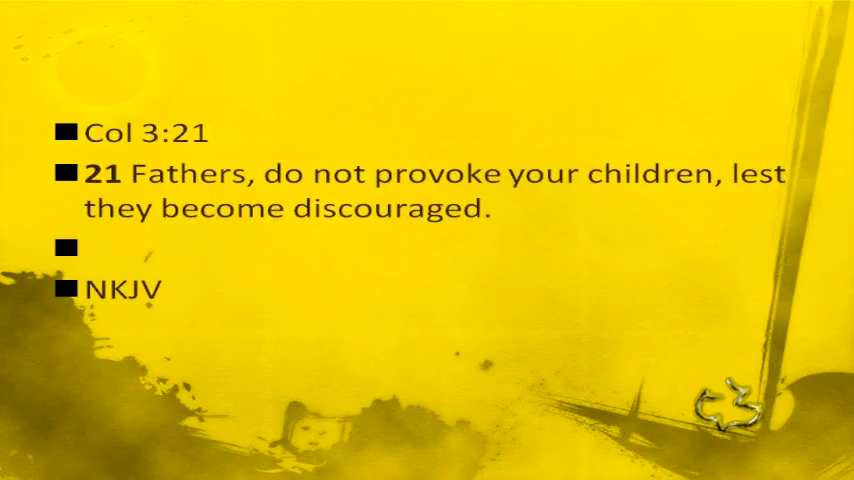 Col 3:21
21 Fathers, do not provoke your children, lest
they become discouraged.
NKJV